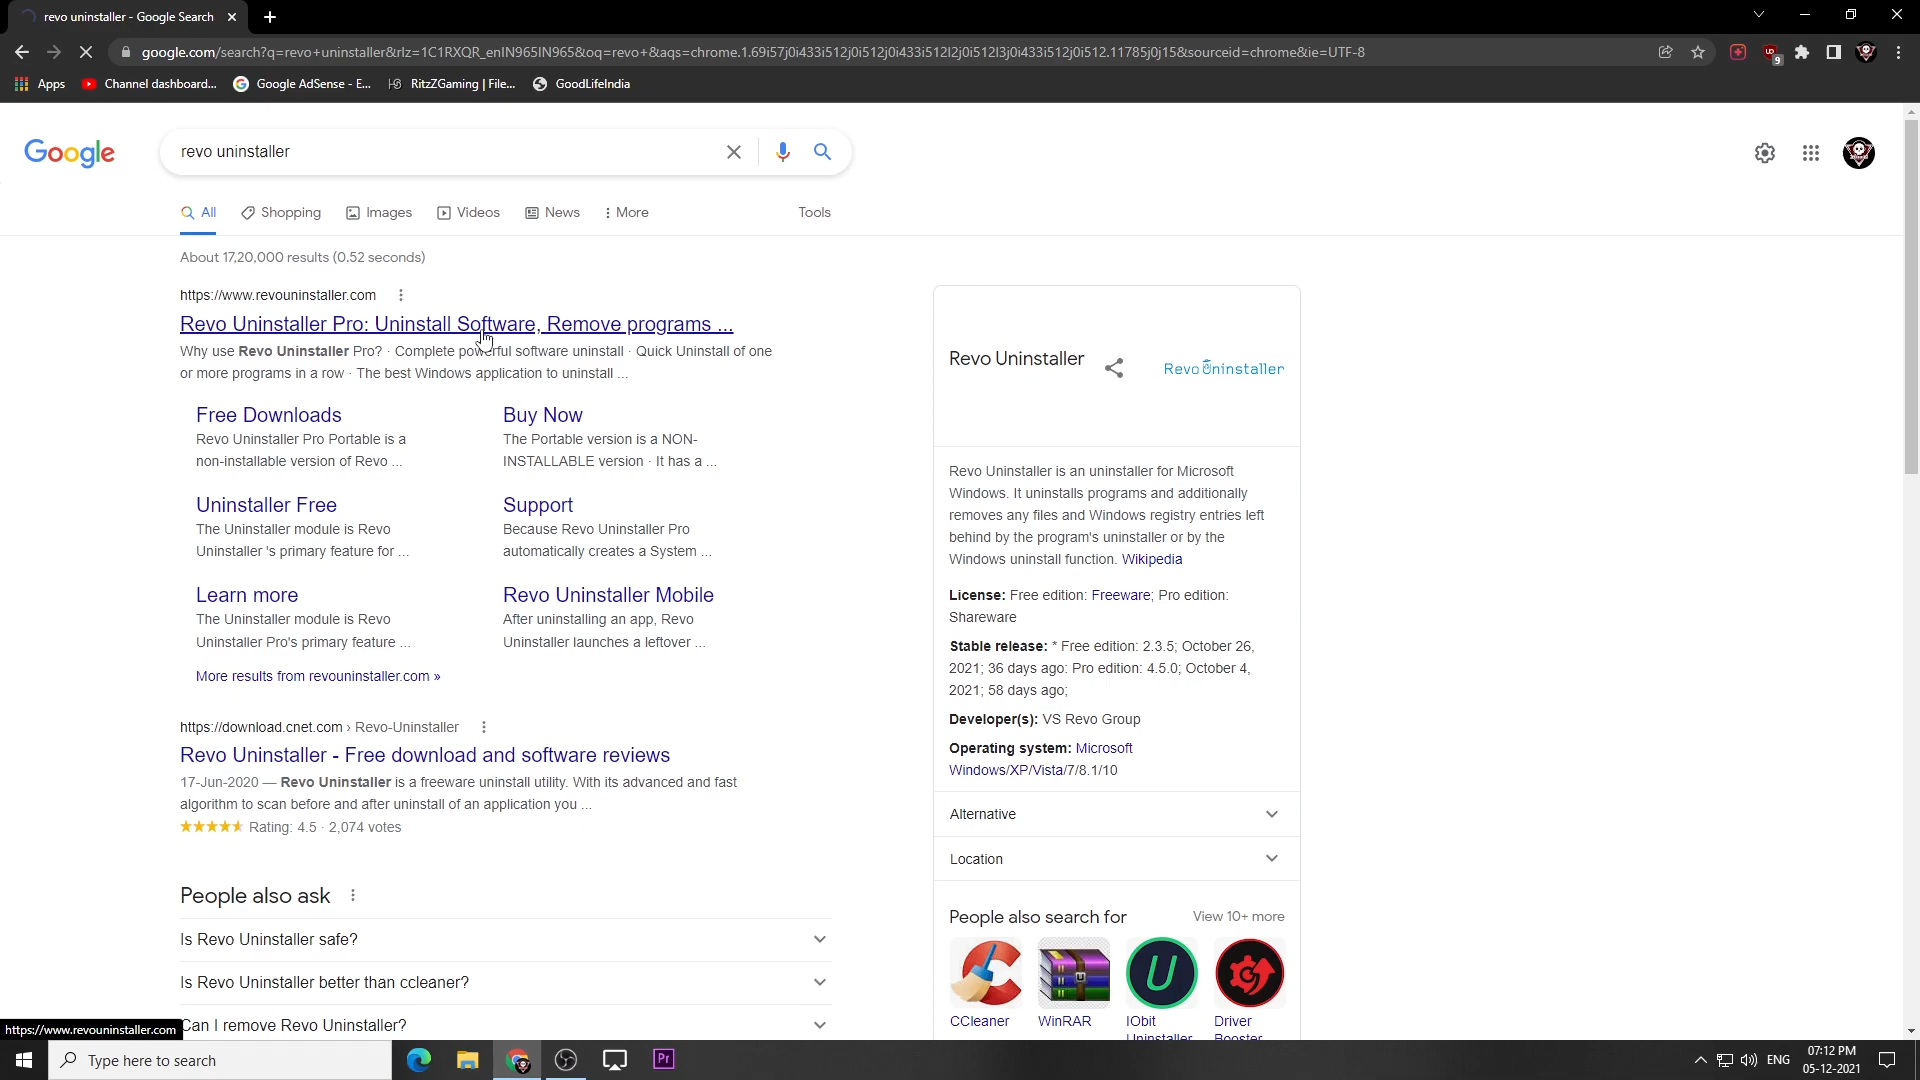 revo uninstaller - Google Search
google.com/search?q=revo+uninstaller&rlz=1C1RXQR_enIN965IN965&oq=revo+&aqs=chrome.1.69i57j0i433i512j0i512j0i433i512l2j0i512l3j0i433i512j0i512.11785j0j15&sourceid=chrome&ie=UTF-8
9
Apps Channel dashboard... Google AdSense - E... RitzZGaming | File... GoodLifeIndia
Google
revo uninstaller
All Shopping Images Videos News More Tools
About 17,20,000 results (0.52 seconds)
https://www.revouninstaller.com
Revo Uninstaller Pro: Uninstall Software, Remove programs ...
Why use Revo Uninstaller Pro? · Complete powerful software uninstall · Quick Uninstall of one
or more programs in a row · The best Windows application to uninstall ...
Free Downloads
Revo Uninstaller Pro Portable is a
non-installable version of Revo ...
Buy Now
The Portable version is a NON-
INSTALLABLE version · It has a ...
Uninstaller Free
The Uninstaller module is Revo
Uninstaller 's primary feature for ...
Support
Because Revo Uninstaller Pro
automatically creates a System ...
Learn more
The Uninstaller module is Revo
Uninstaller Pro's primary feature ...
Revo Uninstaller Mobile
After uninstalling an app, Revo
Uninstaller launches a leftover ...
More results from revouninstaller.com »
https://download.cnet.com › Revo-Uninstaller
Revo Uninstaller - Free download and software reviews
17-Jun-2020 — Revo Uninstaller is a freeware uninstall utility. With its advanced and fast
algorithm to scan before and after uninstall of an application you ...
Rating: 4.5 · 2,074 votes
People also ask
Is Revo Uninstaller safe?
Is Revo Uninstaller better than ccleaner?
Can I remove Revo Uninstaller?
Revo Uninstaller
Revo Uninstaller
Revo Uninstaller is an uninstaller for Microsoft
Windows. It uninstalls programs and additionally
removes any files and Windows registry entries left
behind by the program's uninstaller or by the
Windows uninstall function. Wikipedia
License: Free edition: Freeware; Pro edition:
Shareware
Stable release: * Free edition: 2.3.5; October 26,
2021; 36 days ago: Pro edition: 4.5.0; October 4,
2021; 58 days ago;
Developer(s): VS Revo Group
Operating system: Microsoft
Windows/XP/Vista/7/8.1/10
Alternative
Location
People also search for View 10+ more
CCleaner WinRAR IObit Driver
Uninstaller Booster
https://www.revouninstaller.com
Type here to search
Pr
ENG
07:12 PM
05-12-2021